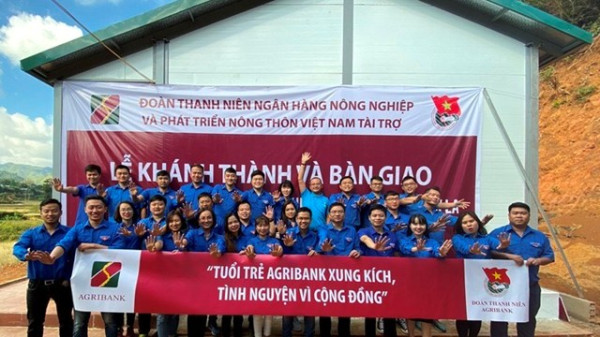 ĐOÀN THANH NIÊN NGÂN HÀNG NÔNG NGHIỆP
VÀ PHÁT TRIỂN NÔNG THÔN VIỆT NAM TÀI TRỢ
LỄ KHÁNH THÀNH VÀ BÀN GIAO
"TUỔI TRẺ AGRIBANK XUNG KÍCH,
TÌNH NGUYỆN VÌ CỘNG ĐỒNG"
AGRIBANK
ĐOÀN THANH NIÊN
AGRIBANK